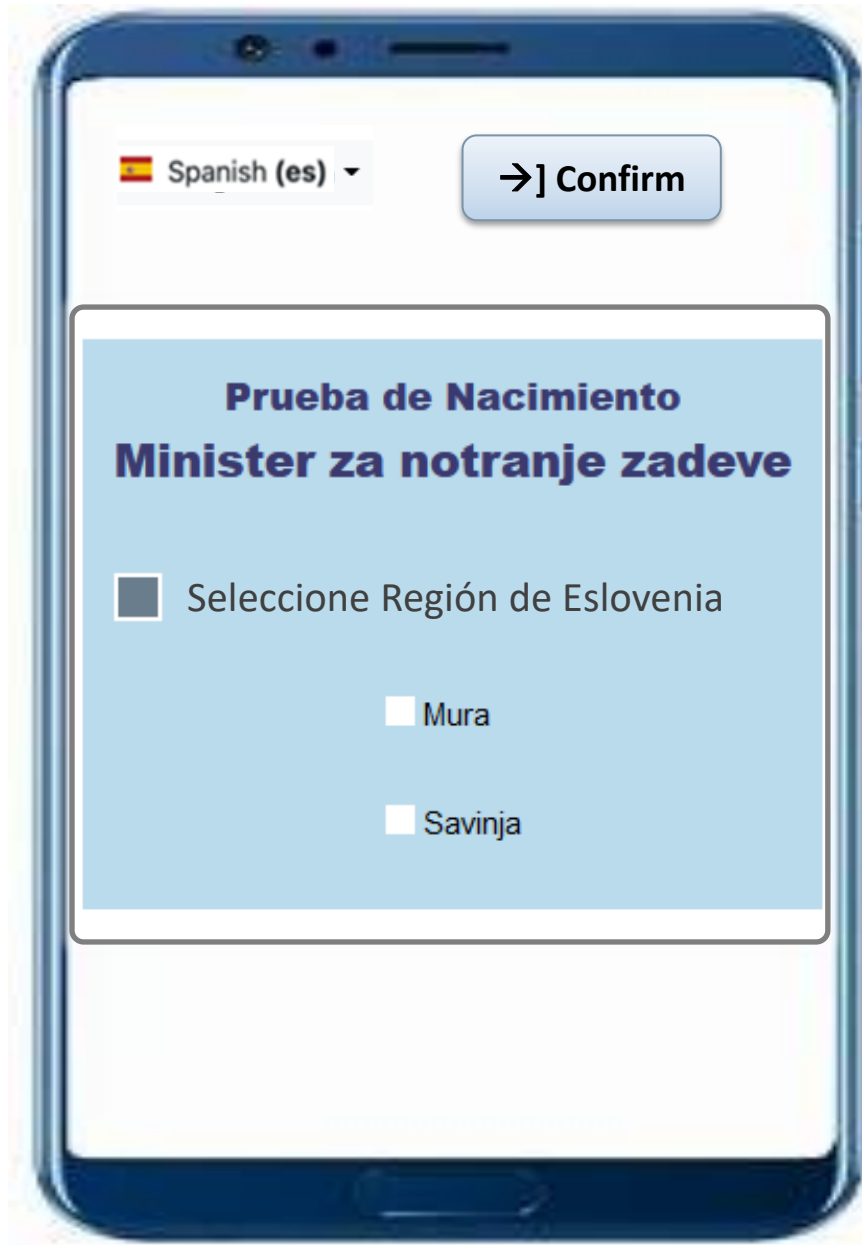 Spanish (es)
→] Confirm
Prueba de Nacimiento
Minister za notranje zadeve
Seleccione Región de Eslovenia
Mura
Savinja